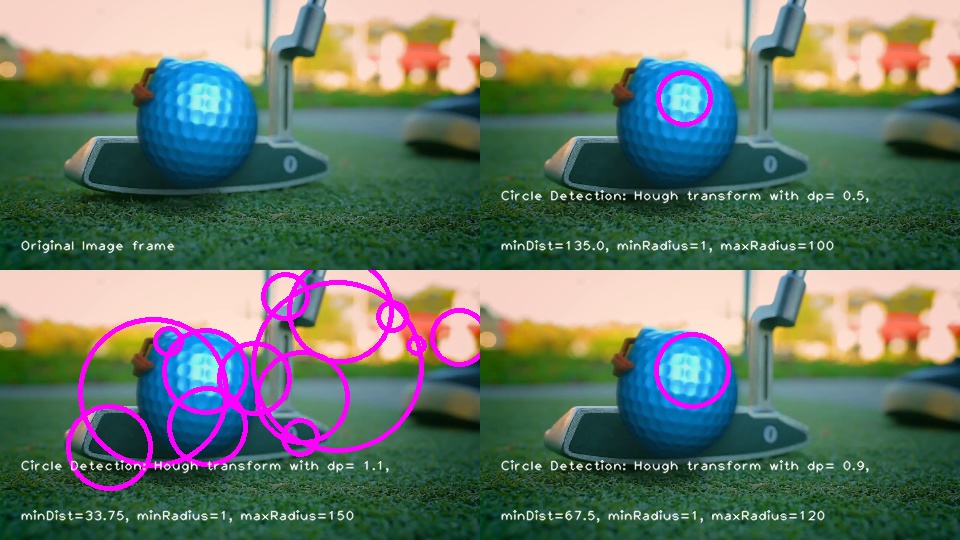 Original Image frame
Circle Detection: Hough transform with dp= 0.5,
minDist=135.0, minRadius=1, maxRadius=100
Circle Detection: Hough transform with dp= 1.1,
minDist=33.75, minRadius=1, maxRadius=150
Circle Detection: Hough transform with dp= 0.9,
minDist=67.5, minRadius=1, maxRadius=120